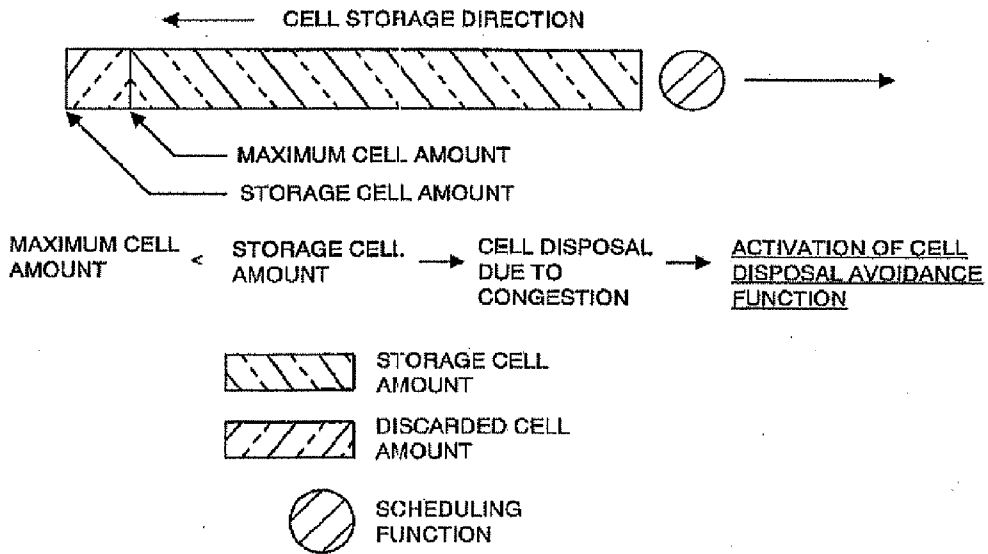 CELL STORAGE DIRECTION
MAXIMUM CELL AMOUNT
STORAGE CELL AMOUNT
MAXIMUM CELL
AMOUNT
<
STORAGE CELL
AMOUNT
CELL DISPOSAL
DUE TO
CONGESTION
ACTIVATION OF CELL
DISPOSAL AVOIDANCE
FUNCTION
STORAGE CELL
AMOUNT
DISCARDED CELL
AMOUNT
SCHEDULING
FUNCTION